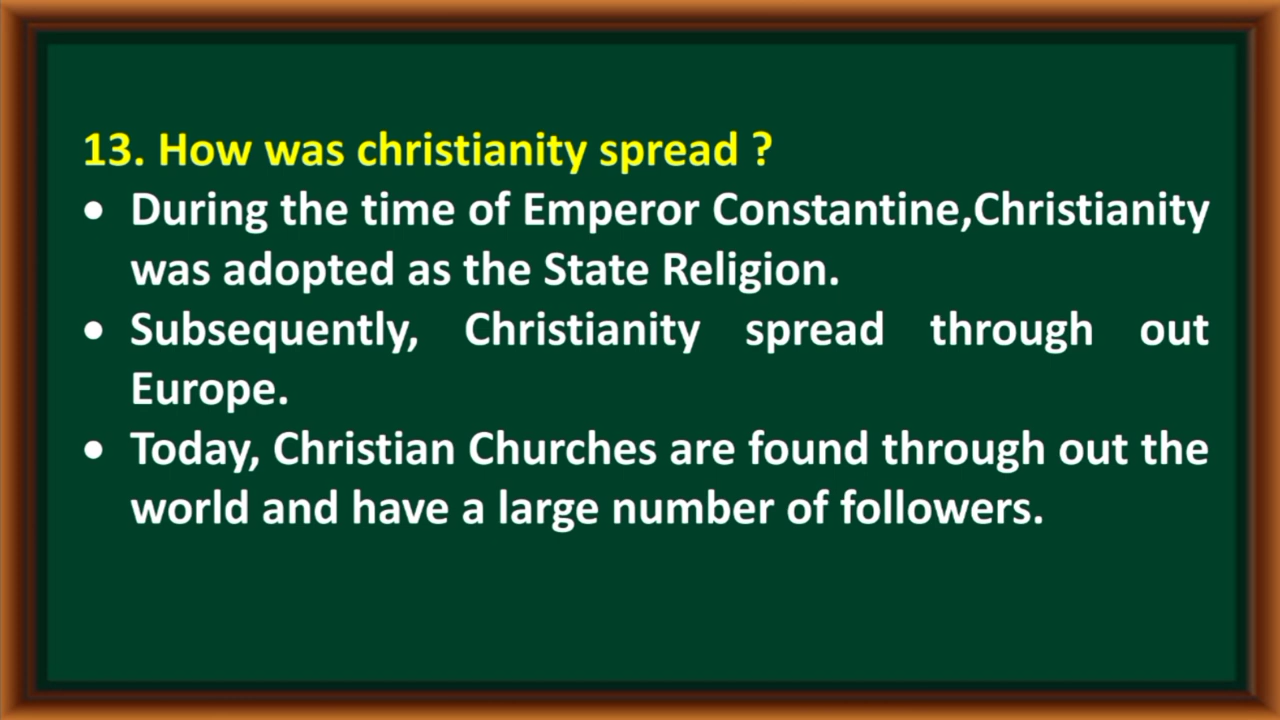 13. How was christianity spread ?
• During the time of Emperor Constantine,Christianity
was adopted as the State Religion.
• Subsequently, Christianity spread through out
Europe.
• Today, Christian Churches are found through out the
world and have a large number of followers.